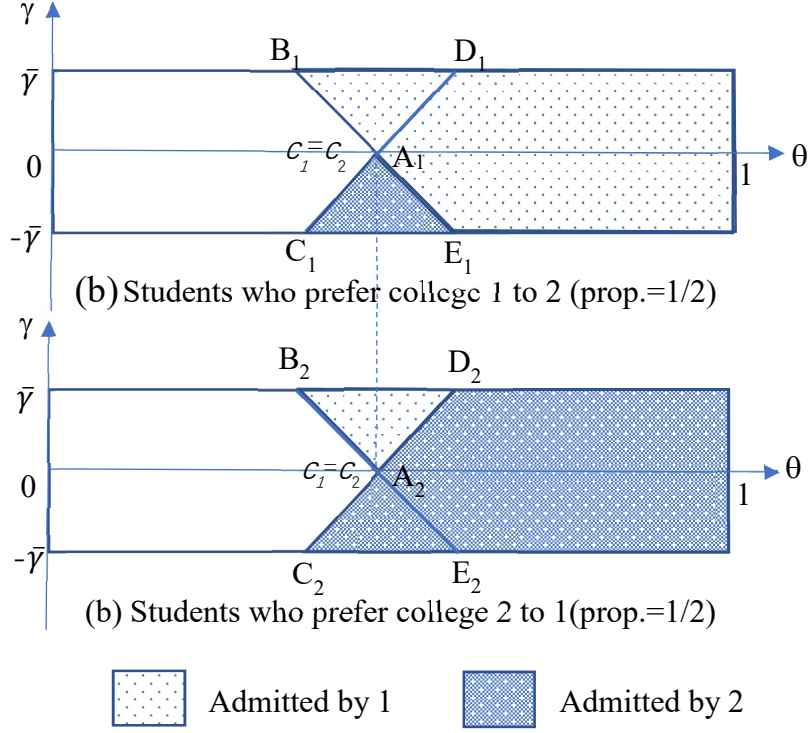 γ
B₁ D₁
γ̄
C₁=C₂ A₁ θ
0 1
-γ̄
C₁ E₁
(b) Students who prefer college 1 to 2 (prop.=1/2)
γ
B₂ D₂
γ̄
C₁=C₂ A₂ θ
0 1
-γ̄
C₂ E₂
(b) Students who prefer college 2 to 1(prop.=1/2)
Admitted by 1 Admitted by 2